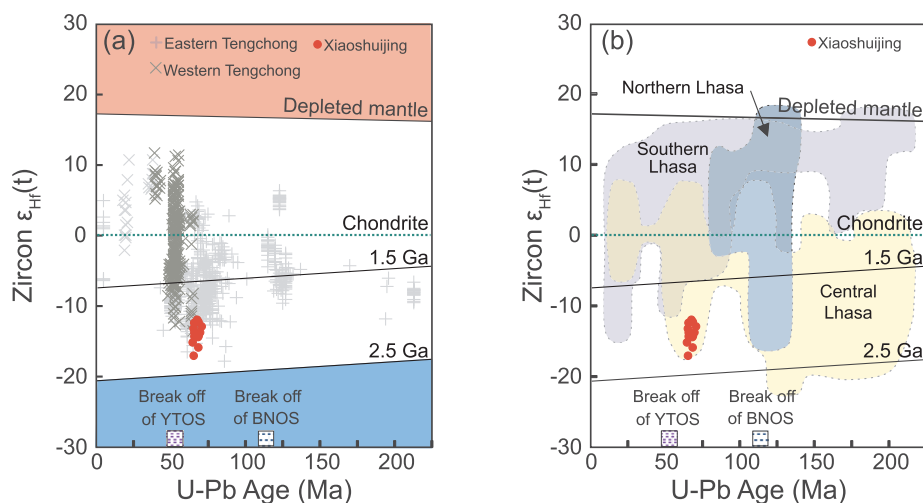 (a)
+ Eastern Tengchong
● Xiaoshuijing
× Western Tengchong
Depleted mantle
Chondrite
1.5 Ga
2.5 Ga
Break off
of YTOS
Break off
of BNOS
30
20
10
0
-10
-20
-30
0
50
100
150
200
Zircon εHf(t)
U-Pb Age (Ma)
(b)
● Xiaoshuijing
Northern Lhasa
Depleted mantle
Southern
Lhasa
Chondrite
1.5 Ga
Central
Lhasa
2.5 Ga
Break off
of YTOS
Break off
of BNOS
30
20
10
0
-10
-20
-30
0
50
100
150
200
Zircon εHf(t)
U-Pb Age (Ma)